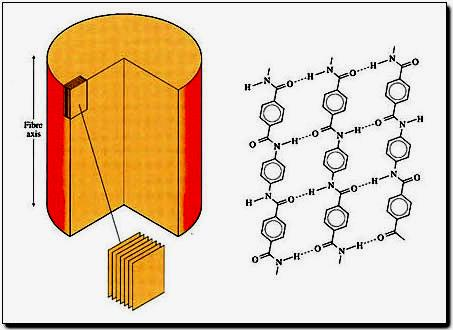 Fibre
axis
H N O H N O H N O
O N H O N H O N H
H N O H N O H N O
O N H O N H O O